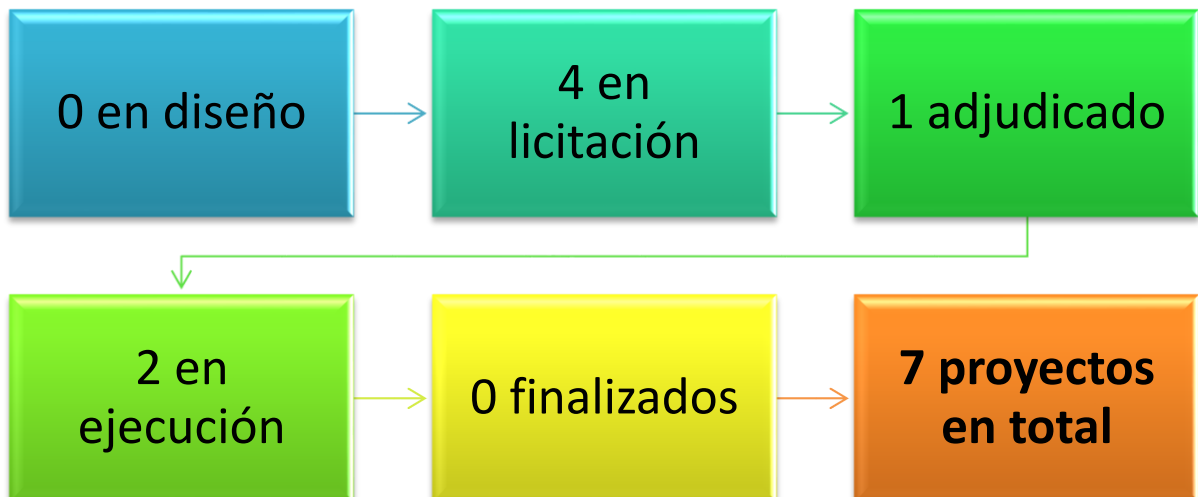 0 en diseño
4 en
licitación
1 adjudicado
2 en
ejecución
0 finalizados
7 proyectos
en total